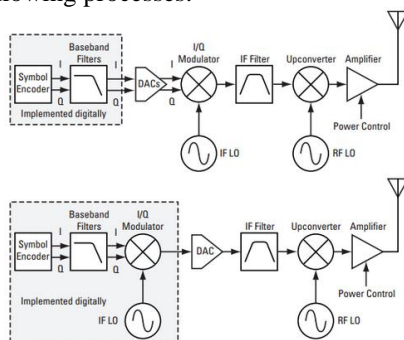 lowing processes:
Baseband
Filters
I/Q
Modulator
IF Filter
Upconverter
Amplifier
Symbol
Encoder
I
Q
I
Q
DACs
I
Q
Implemented digitally
Power Control
IF LO
RF LO
Baseband
Filters
I/Q
Modulator
IF Filter
Upconverter
Amplifier
Symbol
Encoder
I
Q
I
Q
DAC
Implemented digitally
Power Control
IF LO
RF LO